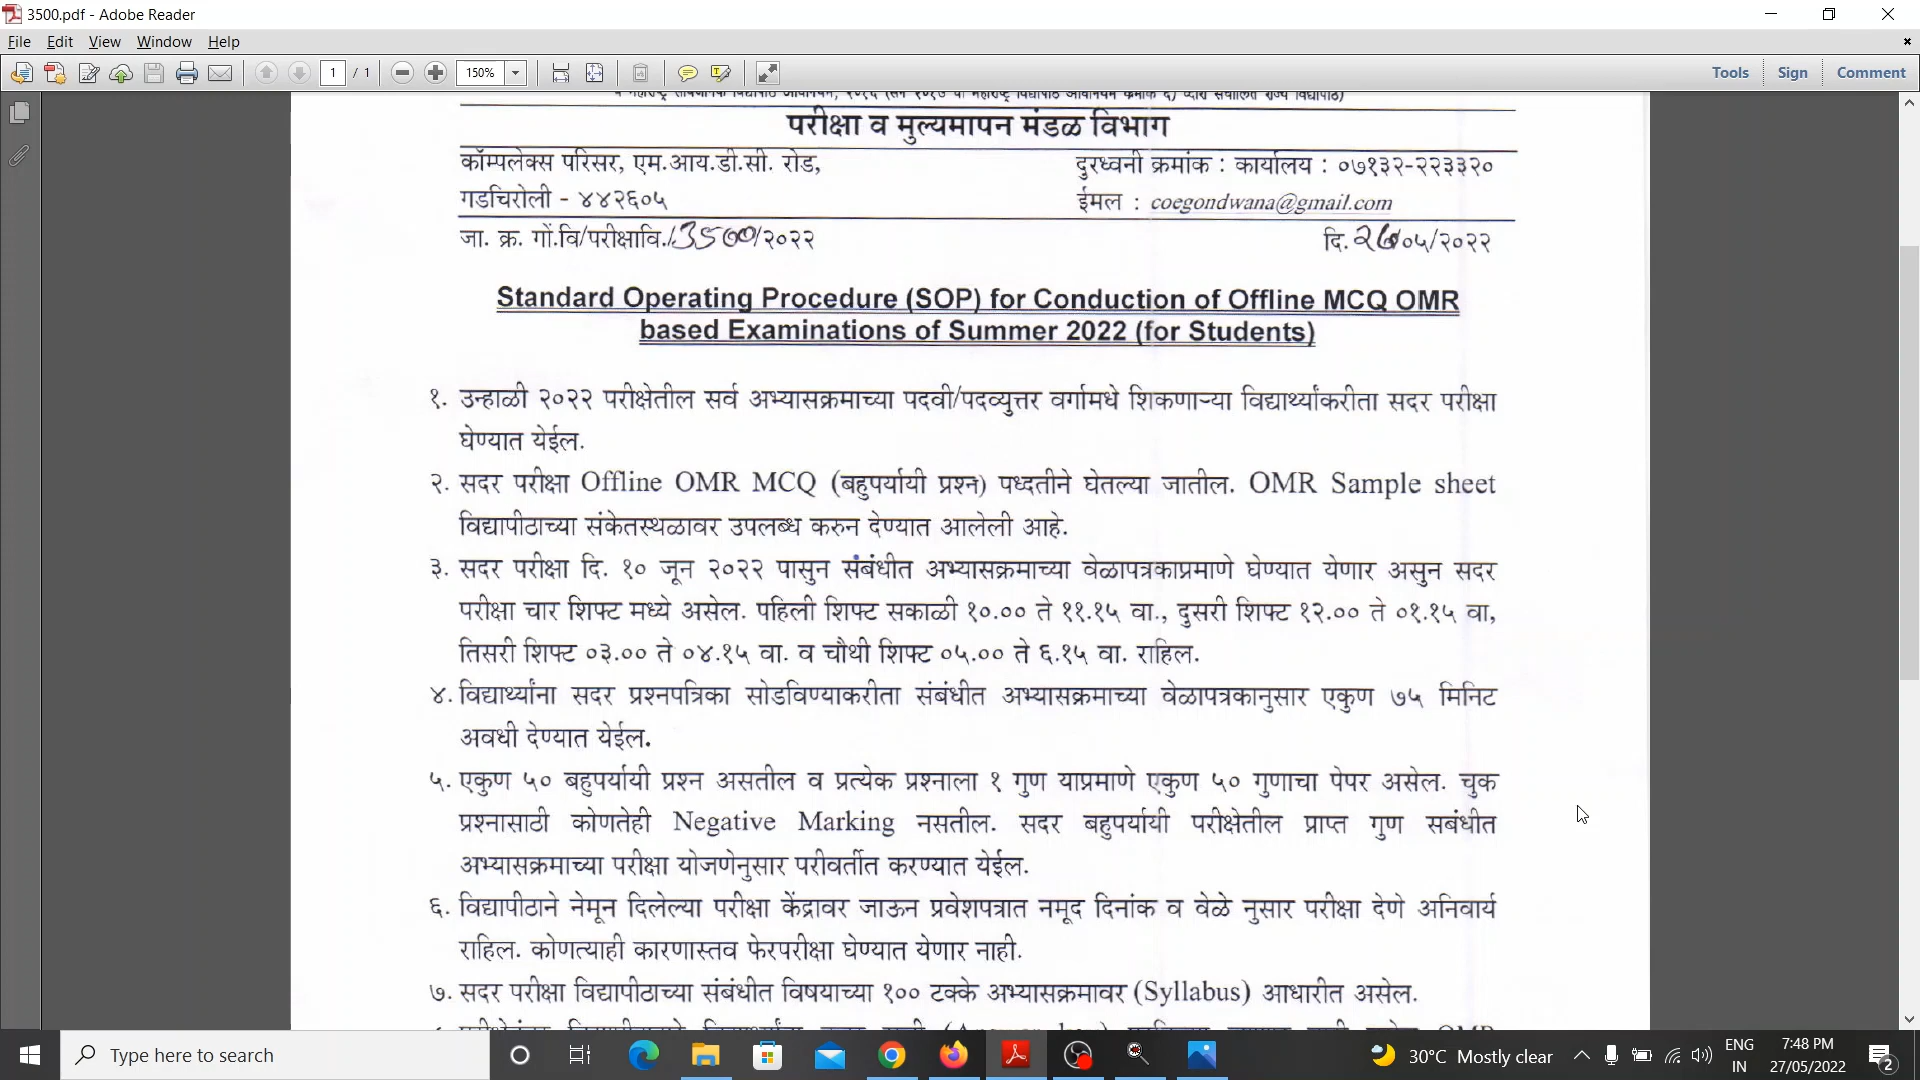 3500.pdf - Adobe Reader
File Edit View Window Help
1 / 1 150% Tools Sign Comment
परीक्षा व मुल्यमापन मंडळ विभाग
कॉम्पलेक्स परिसर, एम.आय.डी.सी. रोड, दुरध्वनी क्रमांक : कार्यालय : ०७१३२-२२३३२०
गडचिरोली - ४४२६०५ ईमल : coegondwana@gmail.com
जा. क्र. गों.वि/परीक्षावि./3500/२०२२ दि. /०५/२०२२
Standard Operating Procedure (SOP) for Conduction of Offline MCQ OMR
based Examinations of Summer 2022 (for Students)
१. उन्हाळी २०२२ परीक्षेतील सर्व अभ्यासक्रमाच्या पदवी/पदव्युत्तर वर्गामधे शिकणाऱ्या विद्यार्थ्यांकरीता सदर परीक्षा
घेण्यात येईल.
२. सदर परीक्षा Offline OMR MCQ (बहुपर्यायी प्रश्न) पध्दतीने घेतल्या जातील. OMR Sample sheet
विद्यापीठाच्या संकेतस्थळावर उपलब्ध करुन देण्यात आलेली आहे.
३. सदर परीक्षा दि. १० जून २०२२ पासुन संबंधीत अभ्यासक्रमाच्या वेळापत्रकाप्रमाणे घेण्यात येणार असुन सदर
परीक्षा चार शिफ्ट मध्ये असेल. पहिली शिफ्ट सकाळी १०.०० ते ११.१५ वा., दुसरी शिफ्ट १२.०० ते ०१.१५ वा,
तिसरी शिफ्ट ०३.०० ते ०४.१५ वा. व चौथी शिफ्ट ०५.०० ते ६.१५ वा. राहिल.
४. विद्यार्थ्यांना सदर प्रश्नपत्रिका सोडविण्याकरीता संबंधीत अभ्यासक्रमाच्या वेळापत्रकानुसार एकुण ७५ मिनिट
अवधी देण्यात येईल.
५. एकुण ५० बहुपर्यायी प्रश्न असतील व प्रत्येक प्रश्नाला १ गुण याप्रमाणे एकुण ५० गुणाचा पेपर असेल. चुक
प्रश्नासाठी कोणतेही Negative Marking नसतील. सदर बहुपर्यायी परीक्षेतील प्राप्त गुण सबंधीत
अभ्यासक्रमाच्या परीक्षा योजणेनुसार परीवर्तीत करण्यात येईल.
६. विद्यापीठाने नेमून दिलेल्या परीक्षा केंद्रावर जाऊन प्रवेशपत्रात नमूद दिनांक व वेळे नुसार परीक्षा देणे अनिवार्य
राहिल. कोणत्याही कारणास्तव फेरपरीक्षा घेण्यात येणार नाही.
७. सदर परीक्षा विद्यापीठाच्या संबंधीत विषयाच्या १०० टक्के अभ्यासक्रमावर (Syllabus) आधारीत असेल.
Type here to search 30°C Mostly clear ENG 7:48 PM
IN 27/05/2022 2